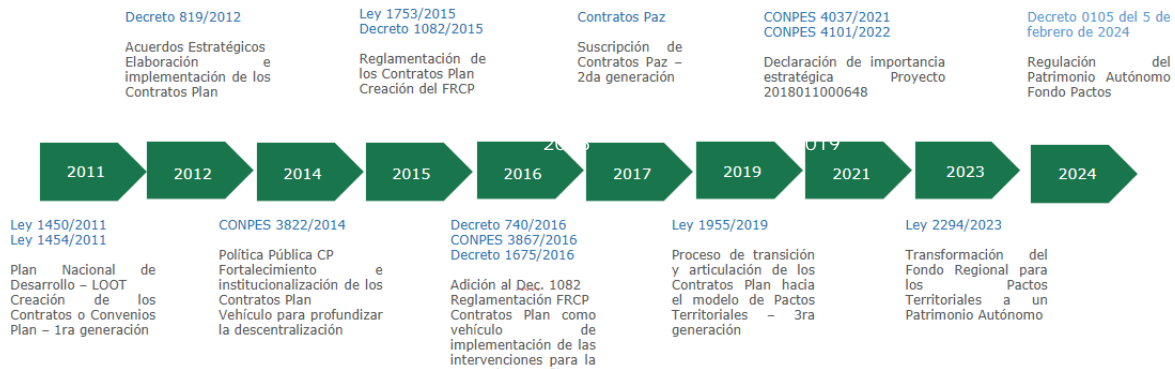 Decreto 819/2012
Acuerdos Estratégicos
Elaboración e
implementación de los
Contratos Plan
Ley 1753/2015
Decreto 1082/2015
Reglamentación de
los Contratos Plan
Creación del FRCP
Contratos Paz
Suscripción de
Contratos Paz –
2da generación
CONPES 4037/2021
CONPES 4101/2022
Declaración de importancia
estratégica Proyecto
2018011000648
Decreto 0105 del 5 de
febrero de 2024
Regulación del
Patrimonio Autónomo
Fondo Pactos
2011
2012
2014
2015
2016
2017
2019
2021
2023
2024
Ley 1450/2011
Ley 1454/2011
Plan Nacional de
Desarrollo – LOOT
Creación de los
Contratos o Convenios
Plan – 1ra generación
CONPES 3822/2014
Política Pública CP
Fortalecimiento e
institucionalización de los
Contratos Plan
Vehículo para profundizar
la descentralización
Decreto 740/2016
CONPES 3867/2016
Decreto 1675/2016
Adición al Dec. 1082
Reglamentación FRCP
Contratos Plan como
vehículo de
implementación de las
intervenciones para la
Ley 1955/2019
Proceso de transición
y articulación de los
Contratos Plan hacia
el modelo de Pactos
Territoriales – 3ra
generación
Ley 2294/2023
Transformación del
Fondo Regional para
los Pactos
Territoriales a un
Patrimonio Autónomo